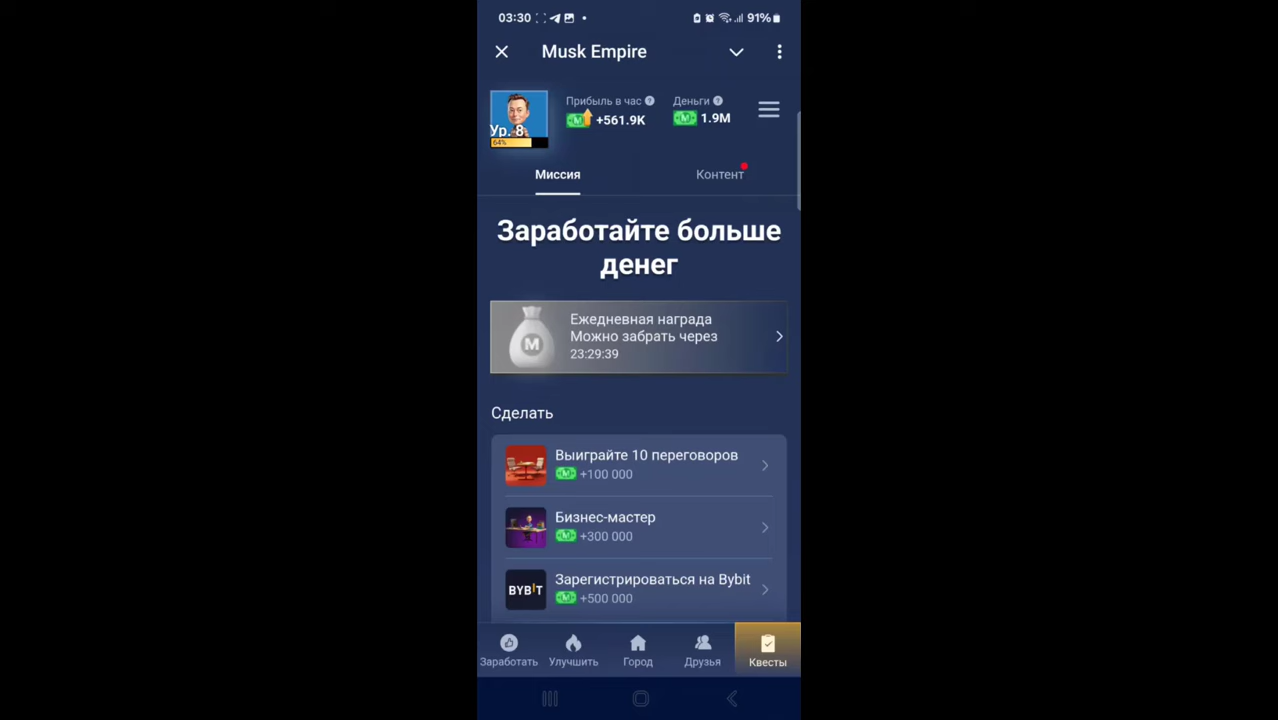 03:30 91%
Musk Empire
Прибыль в час ? Деньги ?
M +561.9K M 1.9M
Ур. 8
64%
Миссия Контент
Заработайте больше
денег
Ежедневная награда
Можно забрать через
23:29:39
M
Сделать
Выиграйте 10 переговоров
M +100 000
Бизнес-мастер
M +300 000
Зарегистрироваться на Bybit
BYBIT
M +500 000
Заработать Улучшить Город Друзья Квесты